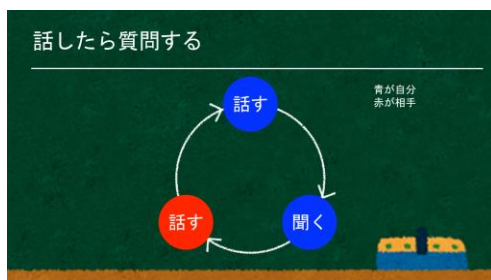 話したら質問する
青が自分
赤が相手
話す
聞く
話す